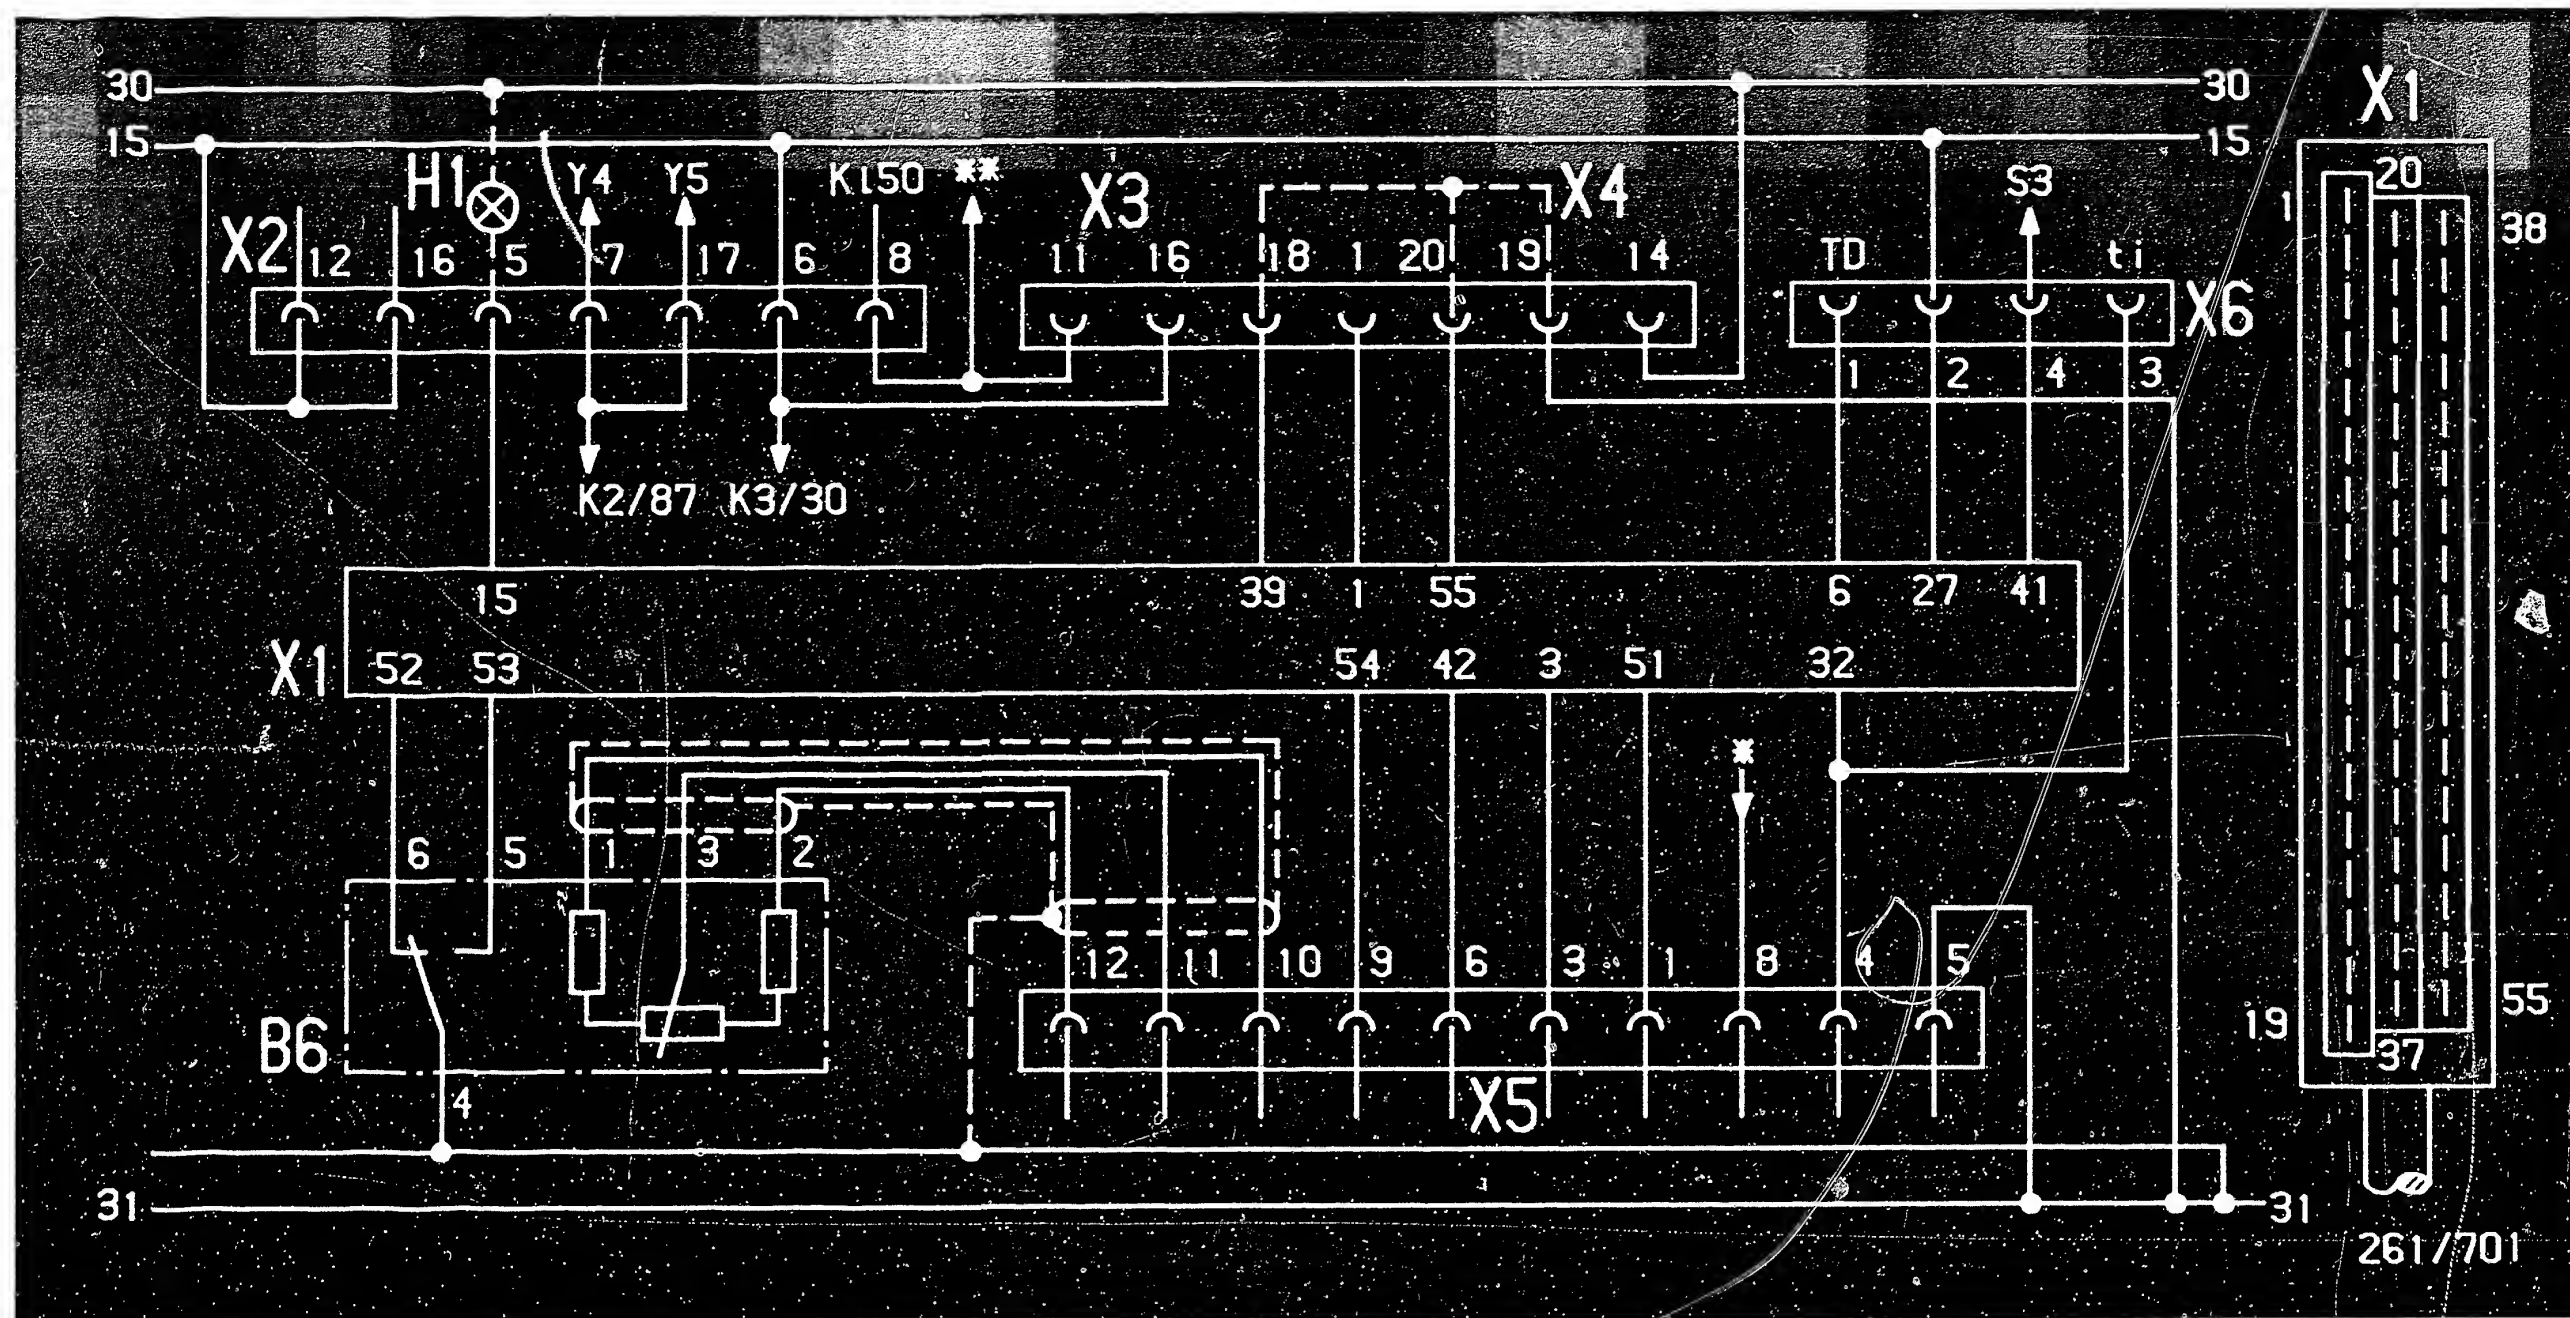 30 30 X1
15 15
H1 Y4 Y5 Kl50 ** X3 X4 S3 20
1 38
X2 12 16 5 7 17 6 8 11 16 18 1 20 19 14 TD ti
X6
1 2 4 3
K2/87 K3/30
15 39 1 55 6 27 41
X1 52 53 54 42 3 51 32
*
6 5 1 3 2
12 11 10 9 6 3 1 8 4 5
55
19
B6 37
4 X5
31 31
261/701